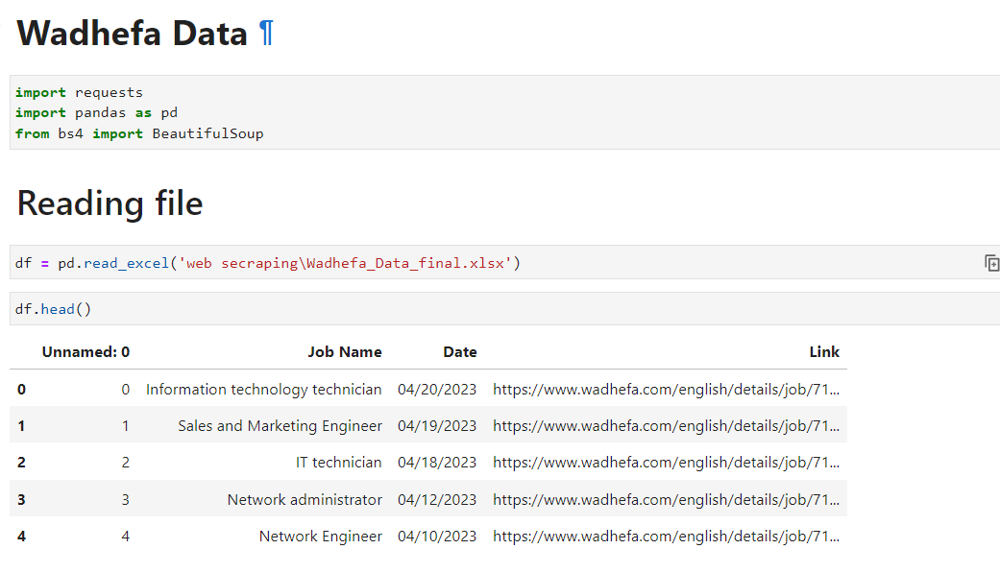 Wadhefa Data ¶
import requests
import pandas as pd
from bs4 import BeautifulSoup
Reading file
df = pd.read_excel('web secraping\Wadhefa_Data_final.xlsx')
df.head()
Unnamed: 0 Job Name Date Link
0 0 Information technology technician 04/20/2023 https://www.wadhefa.com/english/details/job/71...
1 1 Sales and Marketing Engineer 04/19/2023 https://www.wadhefa.com/english/details/job/71...
2 2 IT technician 04/18/2023 https://www.wadhefa.com/english/details/job/71...
3 3 Network administrator 04/12/2023 https://www.wadhefa.com/english/details/job/71...
4 4 Network Engineer 04/10/2023 https://www.wadhefa.com/english/details/job/71...